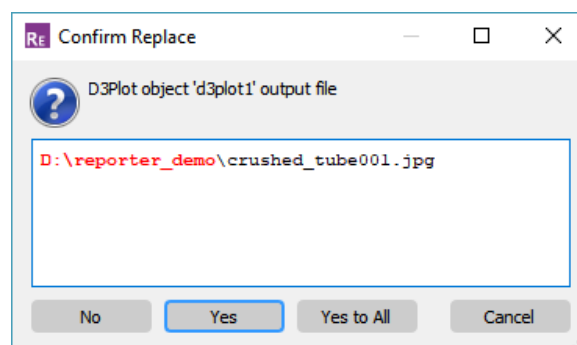 RE Confirm Replace
D3Plot object 'd3plot1' output file
D:\reporter_demo\crushed_tube001.jpg
No Yes Yes to All Cancel